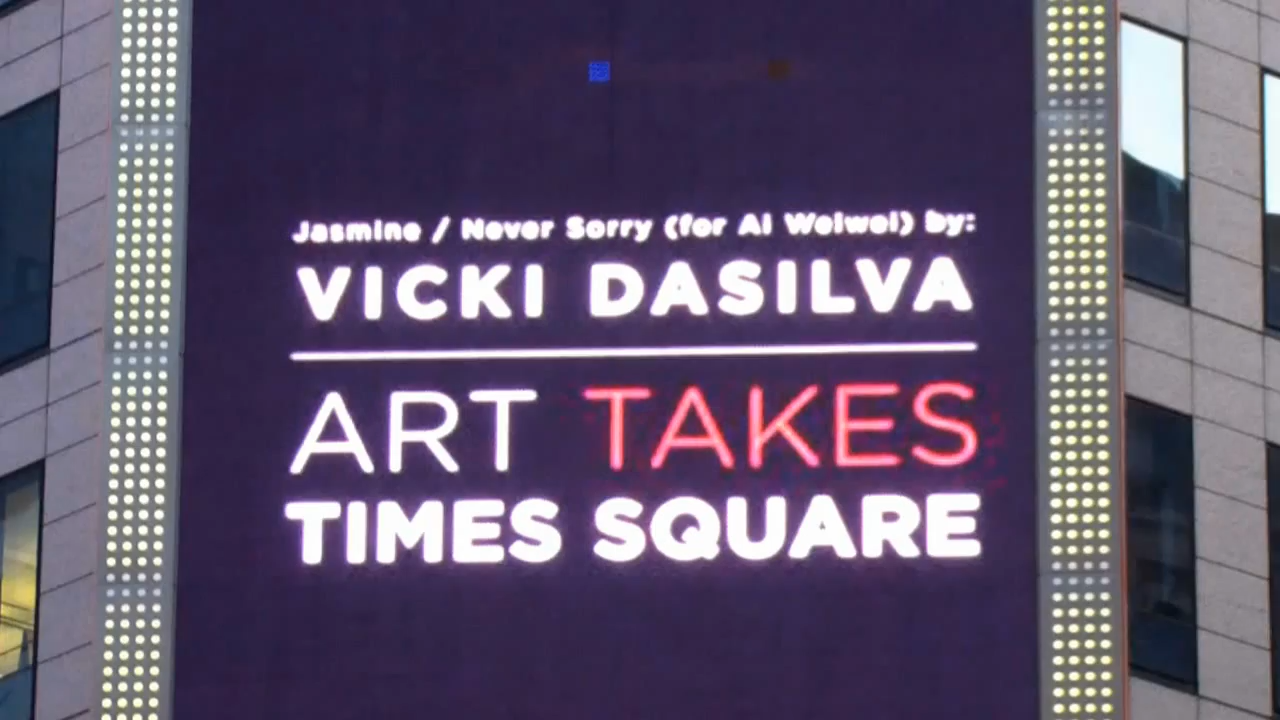 Jasmine / Never Sorry (for Ai Weiwei) by:
VICKI DASILVA
ART TAKES
TIMES SQUARE